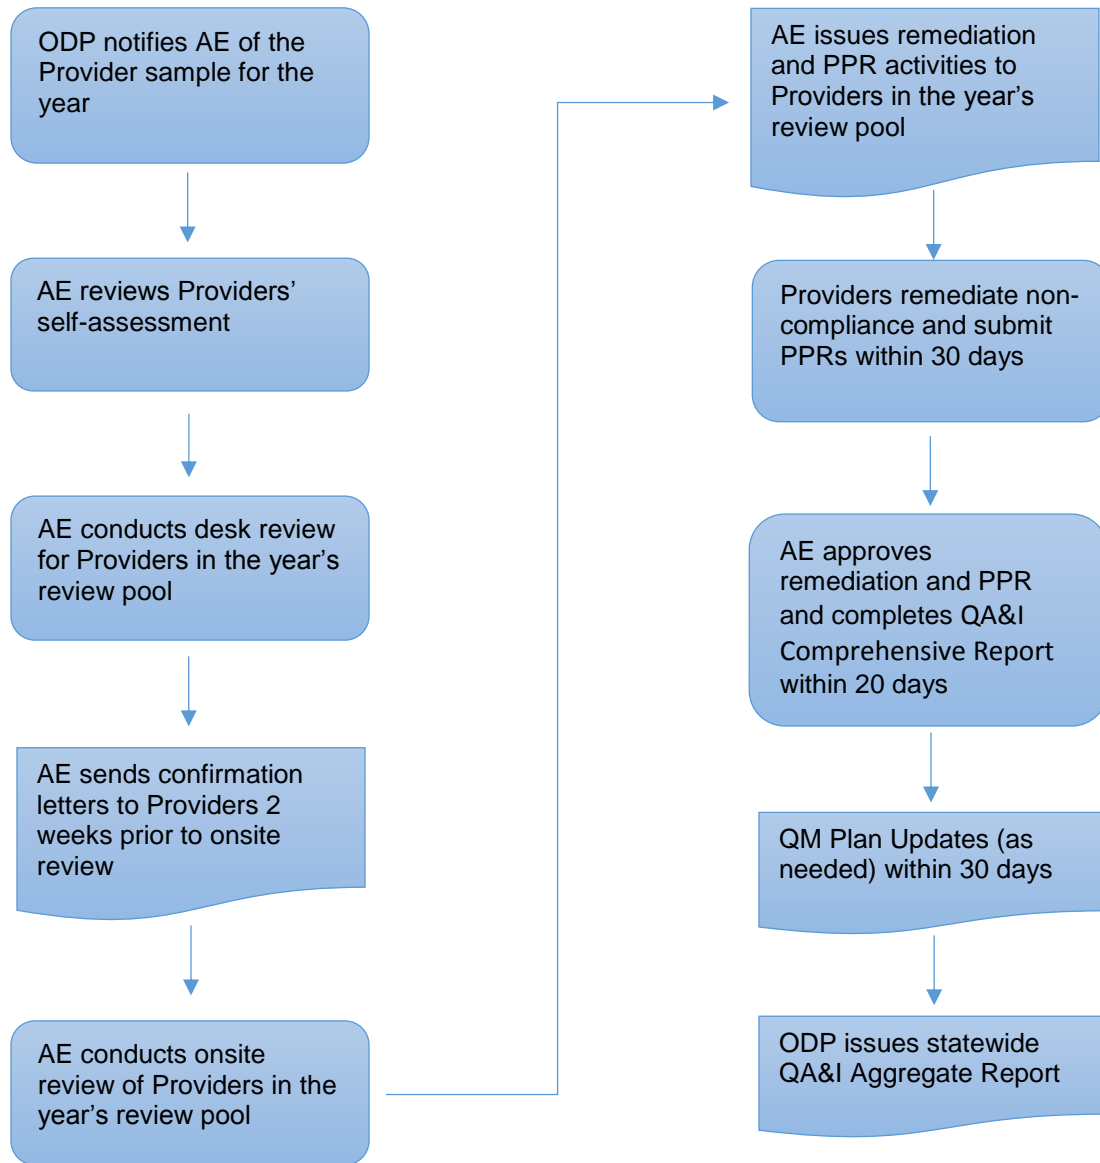 ODP notifies AE of the
Provider sample for the
year
AE reviews Providers’
self-assessment
AE conducts desk review
for Providers in the year’s
review pool
AE sends confirmation
letters to Providers 2
weeks prior to onsite
review
AE conducts onsite
review of Providers in the
year’s review pool
AE issues remediation
and PPR activities to
Providers in the year’s
review pool
Providers remediate non-
compliance and submit
PPRs within 30 days
AE approves
remediation and PPR
and completes QA&I
Comprehensive Report
within 20 days
QM Plan Updates (as
needed) within 30 days
ODP issues statewide
QA&I Aggregate Report